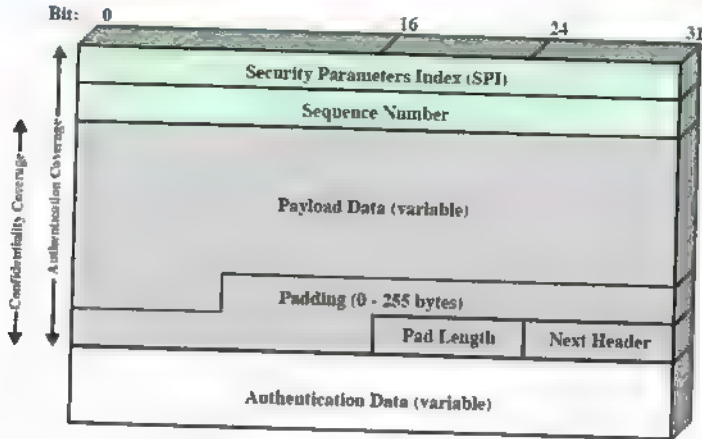 Bit: 0 16 24 31
Security Parameters Index (SPI)
Sequence Number
Payload Data (variable)
Padding (0 - 255 bytes)
Pad Length Next Header
Authentication Data (variable)
Confidentiality Coverage
Authentication Coverage